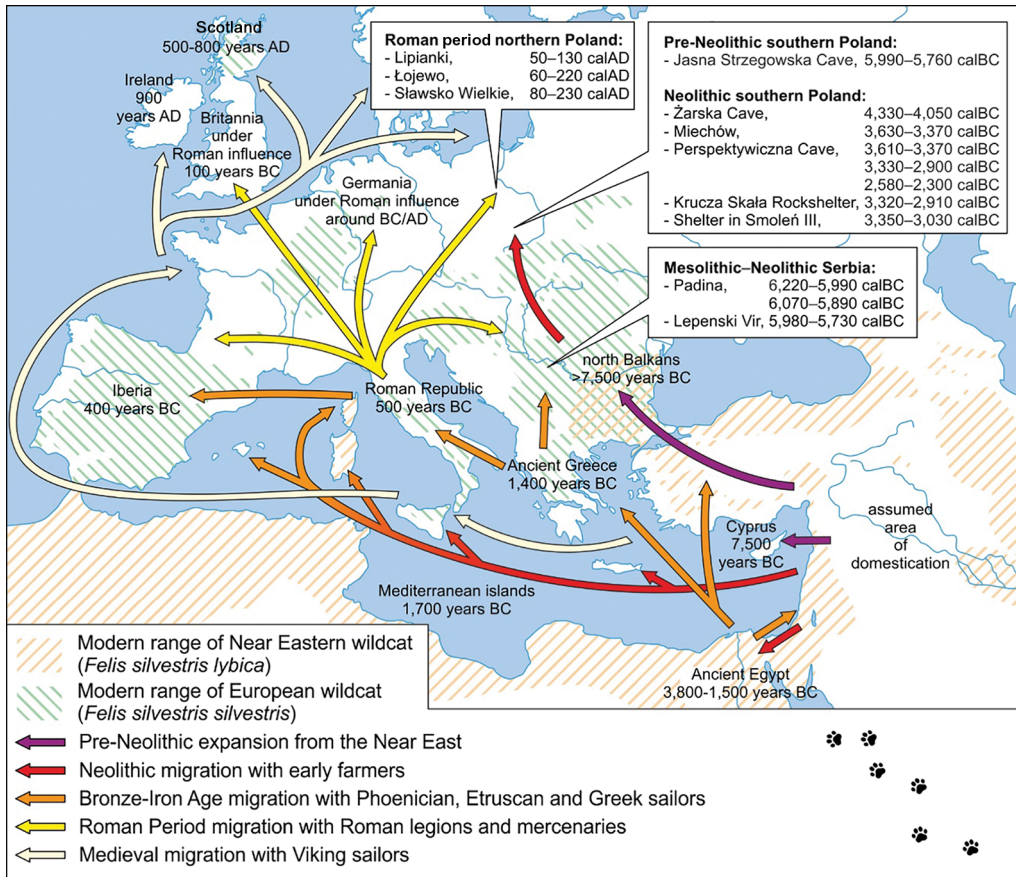 Scotland
500-800 years AD
Ireland
900
years AD
Britannia
under
Roman influence
100 years BC
Roman period northern Poland:
- Lipianki, 50–130 calAD
- Łojewo, 60–220 calAD
- Sławsko Wielkie, 80–230 calAD
Pre-Neolithic southern Poland:
- Jasna Strzegowska Cave, 5,990–5,760 calBC
Neolithic southern Poland:
- Żarska Cave, 4,330–4,050 calBC
- Miechów, 3,630–3,370 calBC
- Perspektywiczna Cave, 3,610–3,370 calBC
3,330–2,900 calBC
2,580–2,300 calBC
- Krucza Skała Rockshelter, 3,320–2,910 calBC
- Shelter in Smoleń III, 3,350–3,030 calBC
Germania
under Roman influence
around BC/AD
Mesolithic–Neolithic Serbia:
- Padina, 6,220–5,990 calBC
6,070–5,890 calBC
- Lepenski Vir, 5,980–5,730 calBC
north Balkans
>7,500 years BC
Iberia
400 years BC
Roman Republic
500 years BC
Ancient Greece
1,400 years BC
Cyprus
7,500
years BC
assumed
area
of
domestication
Mediterranean islands
1,700 years BC
Ancient Egypt
3,800-1,500 years BC
Modern range of Near Eastern wildcat
(Felis silvestris lybica)
Modern range of European wildcat
(Felis silvestris silvestris)
Pre-Neolithic expansion from the Near East
Neolithic migration with early farmers
Bronze-Iron Age migration with Phoenician, Etruscan and Greek sailors
Roman Period migration with Roman legions and mercenaries
Medieval migration with Viking sailors